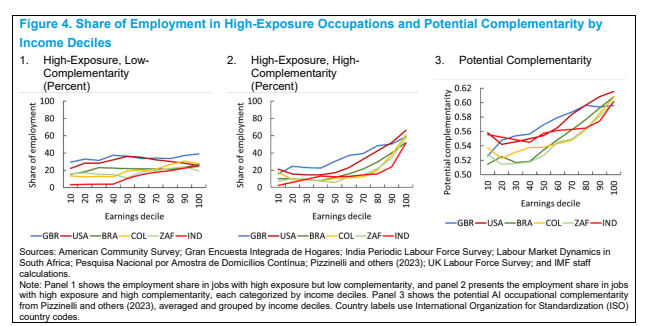 Figure 4. Share of Employment in High-Exposure Occupations and Potential Complementarity by
Income Deciles
1. High-Exposure, Low-
Complementarity
(Percent)
Share of employment
100
80
60
40
20
0
10 20 30 40 50 60 70 80 90 100
2. High-Exposure, High-
Complementarity
(Percent)
Share of employment
100
80
60
40
20
0
10 20 30 40 50 60 70 80 90 100
3. Potential Complementarity
Potential complementarity
0.62
0.60
0.58
0.56
0.54
0.52
0.50
10 20 30 40 50 60 70 80 90 100
Earnings decile
Earnings decile
Earnings decile
GBR USA BRA COL ZAF IND
GBR USA BRA COL ZAF IND
GBR USA BRA COL ZAF IND
Sources: American Community Survey; Gran Encuesta Integrada de Hogares; India Periodic Labour Force Survey; Labour Market Dynamics in
South Africa; Pesquisa Nacional por Amostra de Domicílios Contínua; Pizzinelli and others (2023); UK Labour Force Survey; and IMF staff
calculations.
Note: Panel 1 shows the employment share in jobs with high exposure but low complementarity, and panel 2 presents the employment share in jobs
with high exposure and high complementarity, each categorized by income deciles. Panel 3 shows the potential AI occupational complementarity
from Pizzinelli and others (2023), averaged and grouped by income deciles. Country labels use International Organization for Standardization (ISO)
country codes.